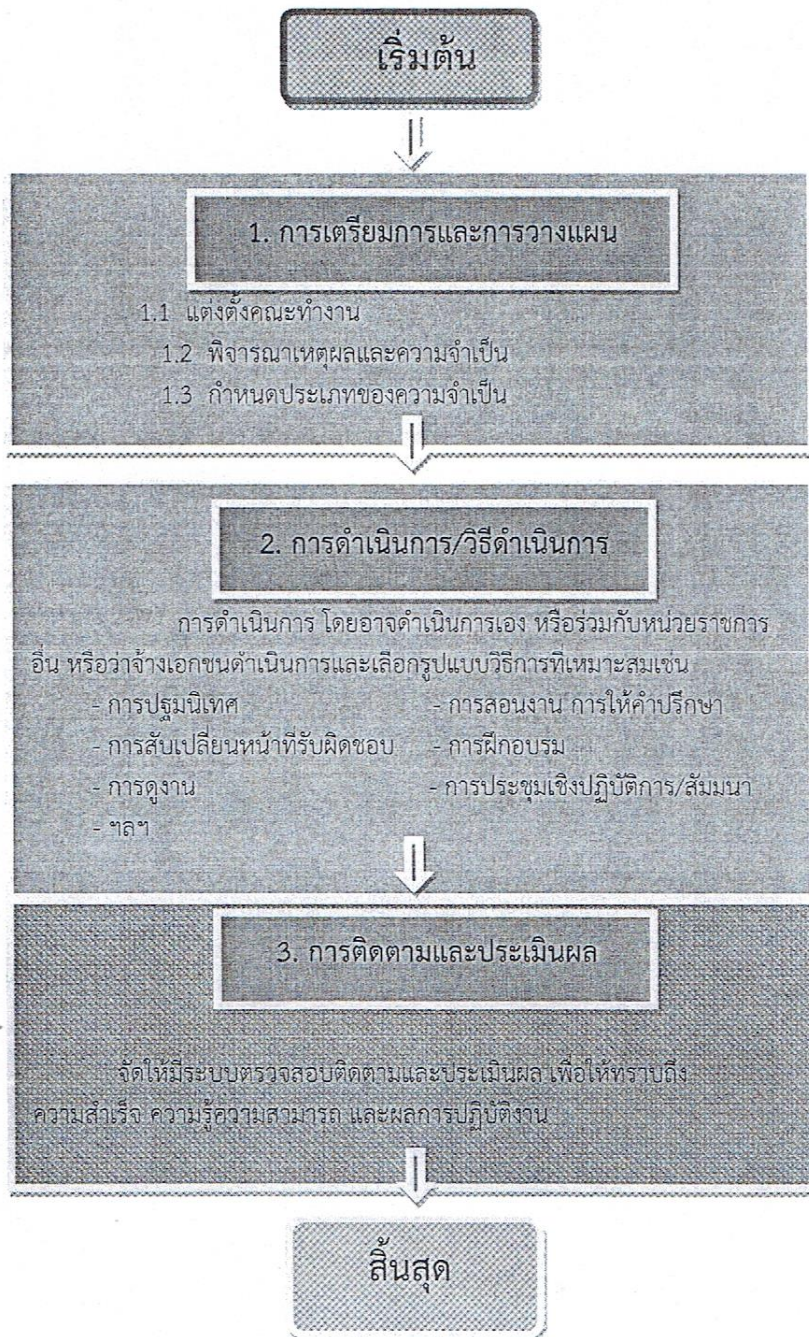 เริ่มต้น
1. การเตรียมการและการวางแผน
1.1 แต่งตั้งคณะทำงาน
1.2 พิจารณาเหตุผลและความจำเป็น
1.3 กำหนดประเภทของความจำเป็น
2. การดำเนินการ/วิธีดำเนินการ
การดำเนินการ โดยอาจดำเนินการเอง หรือร่วมกับหน่วยราชการ
อื่น หรือว่าจ้างเอกชนดำเนินการและเลือกรูปแบบวิธีการที่เหมาะสมเช่น
- การปฐมนิเทศ - การสอนงาน การให้คำปรึกษา
- การสับเปลี่ยนหน้าที่รับผิดชอบ - การฝึกอบรม
- การดูงาน - การประชุมเชิงปฏิบัติการ/สัมมนา
- ฯลฯ
3. การติดตามและประเมินผล
จัดให้มีระบบตรวจสอบติดตามและประเมินผล เพื่อให้ทราบถึง
ความสำเร็จ ความรู้ความสามารถ และผลการปฏิบัติงาน
สิ้นสุด